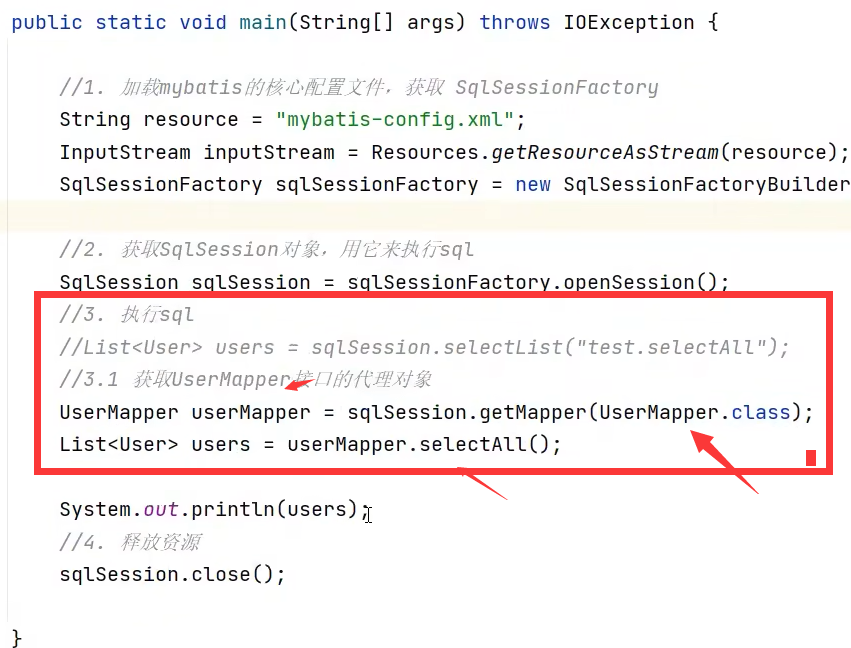 public static void main(String[] args) throws IOException {
//1. 加载mybatis的核心配置文件，获取 SqlSessionFactory
String resource = "mybatis-config.xml";
InputStream inputStream = Resources.getResourceAsStream(resource);
SqlSessionFactory sqlSessionFactory = new SqlSessionFactoryBuilder
//2. 获取SqlSession对象，用它来执行sql
SqlSession sqlSession = sqlSessionFactory.openSession();
//3. 执行sql
//List<User> users = sqlSession.selectList("test.selectAll");
//3.1 获取UserMapper接口的代理对象
UserMapper userMapper = sqlSession.getMapper(UserMapper.class);
List<User> users = userMapper.selectAll();
System.out.println(users);
//4. 释放资源
sqlSession.close();
}